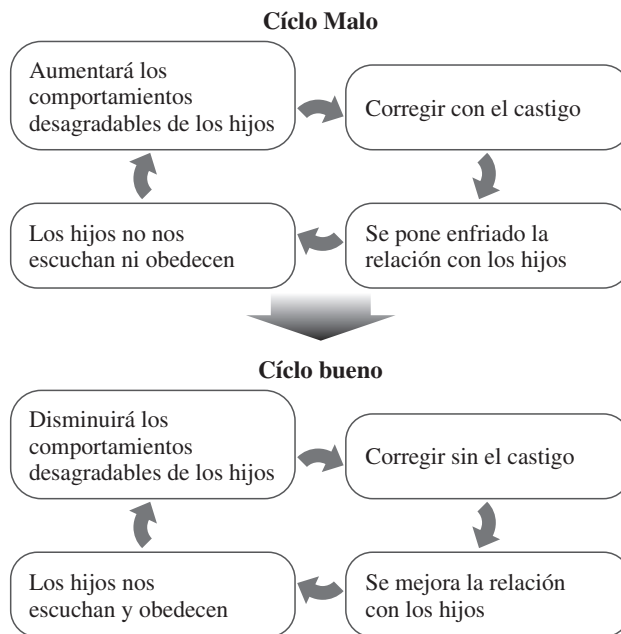 Cíclo Malo
Aumentará los
comportamientos
desagradables de los hijos
Corregir con el castigo
Los hijos no nos
escuchan ni obedecen
Se pone enfriado la
relación con los hijos
Cíclo bueno
Disminuirá los
comportamientos
desagradables de los hijos
Corregir sin el castigo
Los hijos nos
escuchan y obedecen
Se mejora la relación
con los hijos